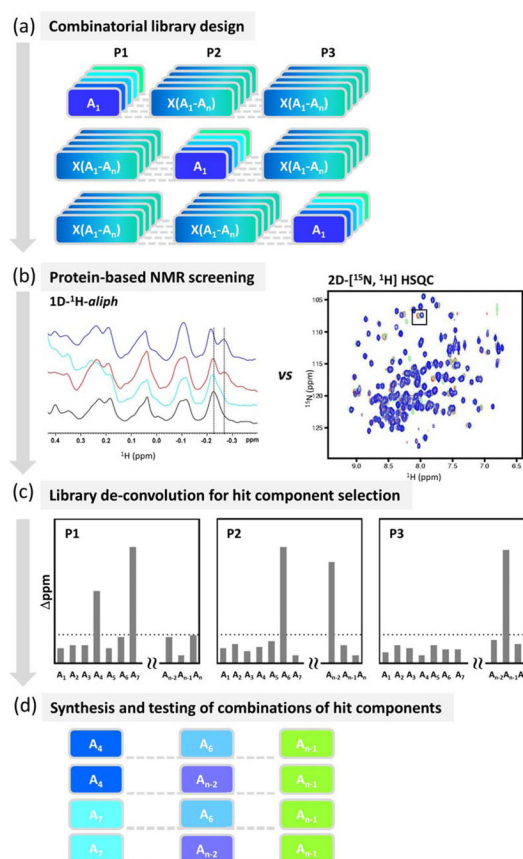 (a) Combinatorial library design
P1 P2 P3
A1 X(A1-An) X(A1-An)
X(A1-An) A1 X(A1-An)
X(A1-An) X(A1-An) A1
(b) Protein-based NMR screening
1D-1H-aliph
2D-[15N, 1H] HSQC
vs
0.4 0.3 0.2 0.1 0 -0.1 -0.2 -0.3 ppm
1H (ppm)
15N (ppm)
105
110
115
120
125
9.0 8.5 8.0 7.5 7.0 6.5
1H (ppm)
(c) Library de-convolution for hit component selection
P1 P2 P3
Δppm
A1 A2 A3 A4 A5 A6 A7 An-2 An-1 An
A1 A2 A3 A4 A5 A6 A7 An-2 An-1 An
A1 A2 A3 A4 A5 A6 A7 An-2 An-1
(d) Synthesis and testing of combinations of hit components
A4 A6 An-1
A4 An-2 An-1
A7 A6 An-1
A7 An-2 An-1